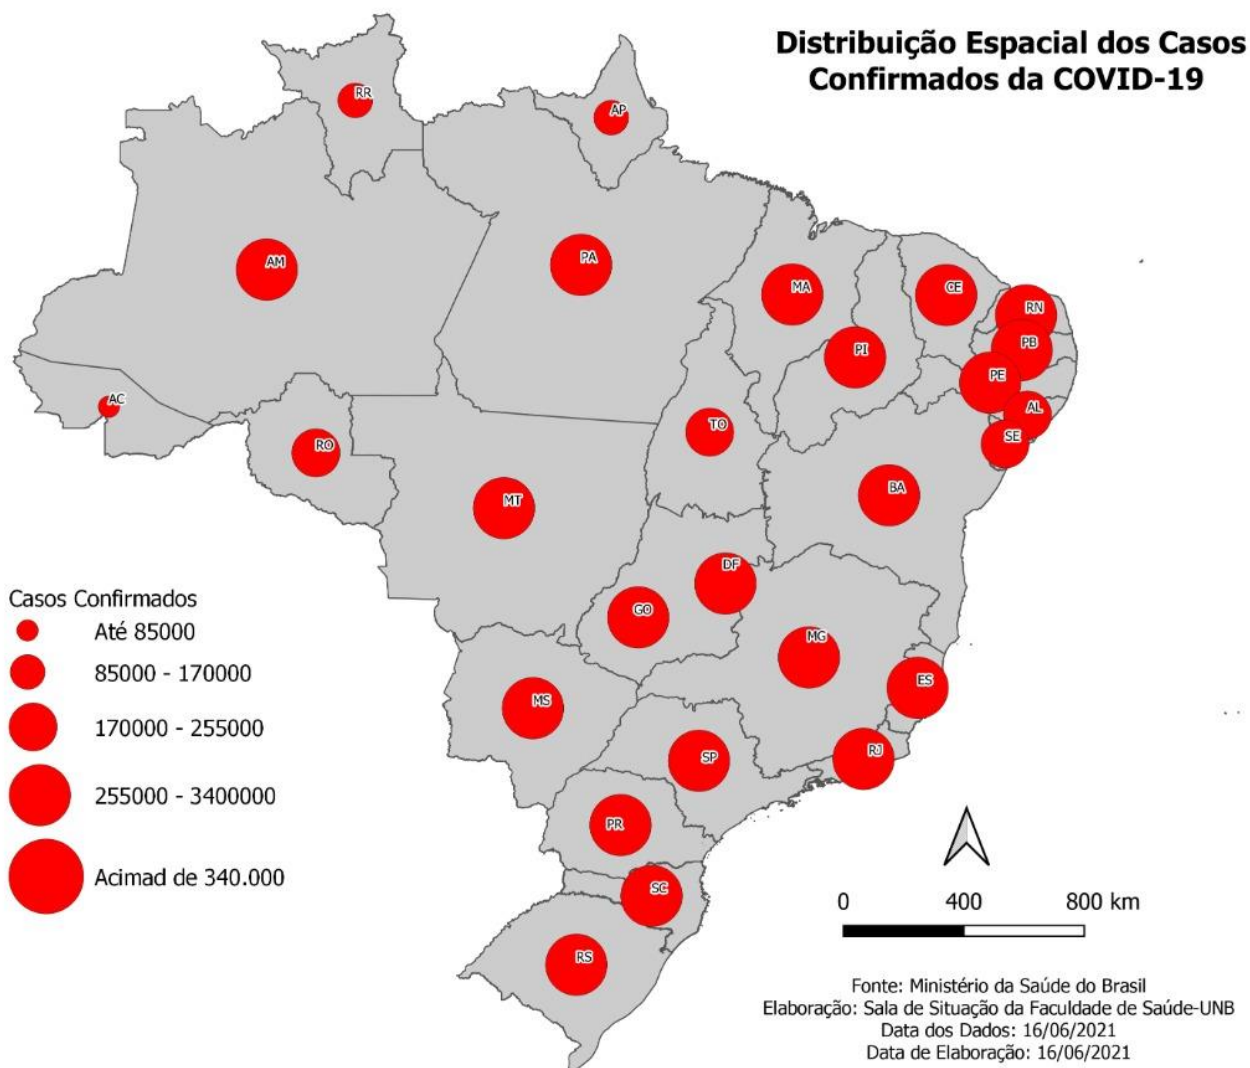 Distribuição Espacial dos Casos
Confirmados da COVID-19
RR
AP
AM
PA
MA
CE
RN
PB
PI
PE
AL
SE
AC
TO
RO
BA
MT
DF
GO
MG
ES
MS
SP
RJ
PR
SC
RS
Casos Confirmados
Até 85000
85000 - 170000
170000 - 255000
255000 - 3400000
Acimad de 340.000
0 400 800 km
Fonte: Ministério da Saúde do Brasil
Elaboração: Sala de Situação da Faculdade de Saúde-UNB
Data dos Dados: 16/06/2021
Data de Elaboração: 16/06/2021